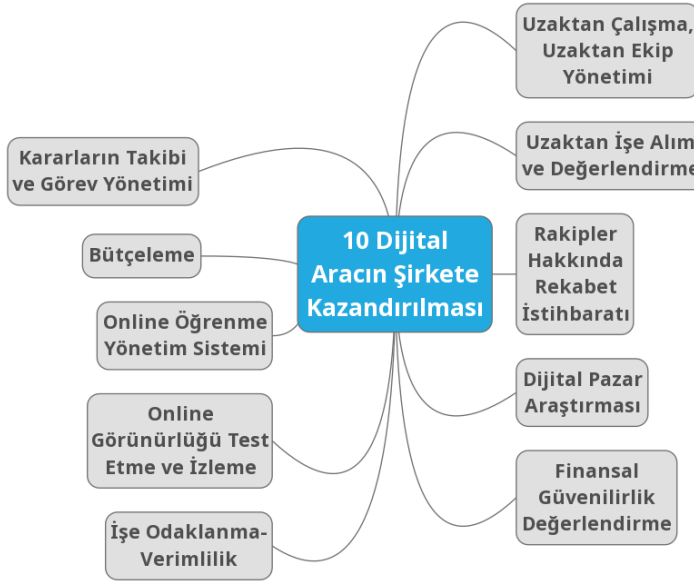 10 Dijital
Aracın Şirkete
Kazandırılması
Uzaktan Çalışma,
Uzaktan Ekip
Yönetimi
Uzaktan İşe Alım
ve Değerlendirme
Rakipler
Hakkında
Rekabet
İstihbaratı
Dijital Pazar
Araştırması
Finansal
Güvenilirlik
Değerlendirme
Kararların Takibi
ve Görev Yönetimi
Bütçeleme
Online Öğrenme
Yönetim Sistemi
Online
Görünürlüğü Test
Etme ve İzleme
İşe Odaklanma-
Verimlilik